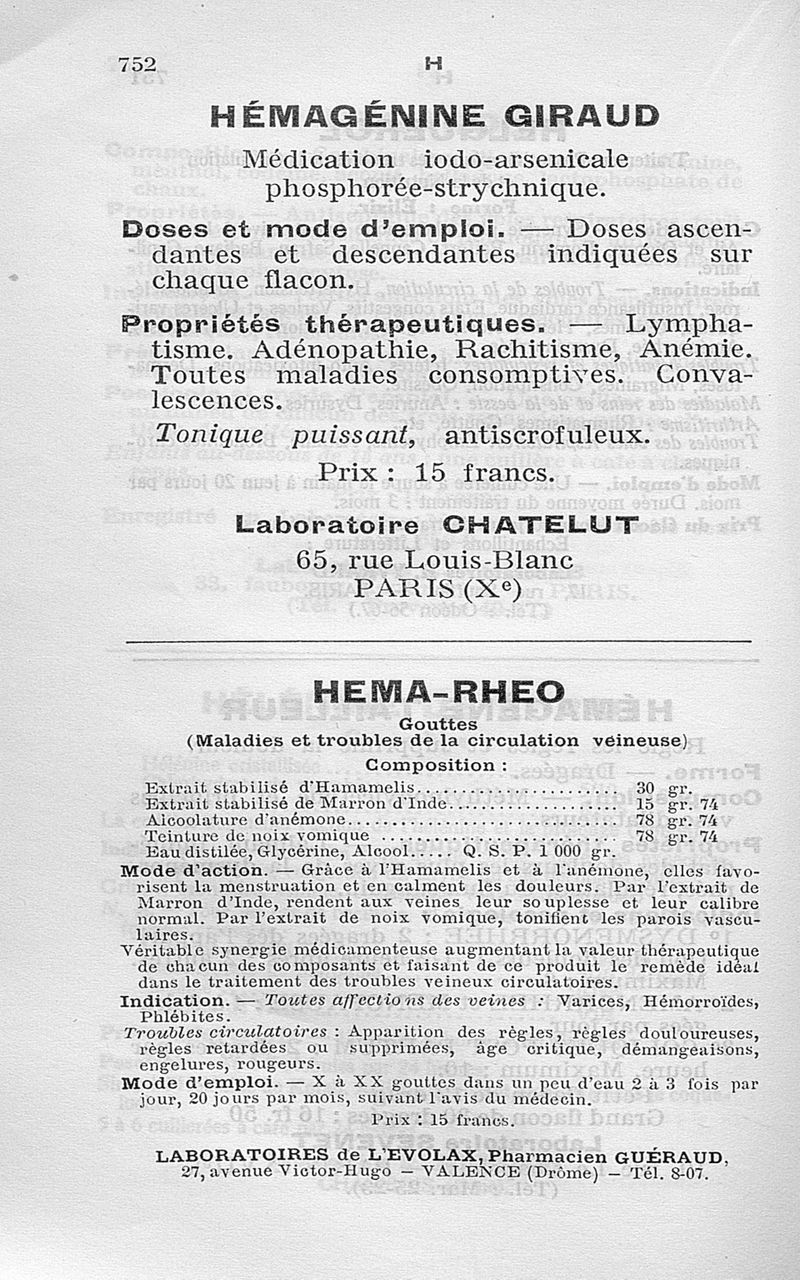 752
H
HÉMAGÉNINE GIRAUD
Médication iodo-arsenicale
phosphorée-strychnique.
Doses et mode d'emploi. — Doses ascen-
dantes et descendantes indiquées sur
chaque flacon.
Propriétés thérapeutiques. — Lympha-
tisme. Adénopathie, Rachitisme, Anémie.
Toutes maladies consomptives. Conva-
lescences.
Tonique puissant, antiscrofuleux.
Prix : 15 francs.
Laboratoire CHATELUT
65, rue Louis-Blanc
PARIS (Xe)
HEMA-RHEO
Gouttes
(Maladies et troubles de la circulation véineuse)
Composition :
Extrait stabilisé d'Hamamelis........................ 30 gr.
Extrait stabilisé de Marron d'Inde.................... 15 gr. 74
Alcoolature d'anémone................................ 78 gr. 74
Teinture de noix vomique ............................ 78 gr. 74
Eau distilée, Glycérine, Alcool..... Q. S. P. 1 000 gr.
Mode d'action. — Grâce à l'Hamamelis et à l'anémone, elles favo-
risent la menstruation et en calment les douleurs. Par l'extrait de
Marron d'Inde, rendent aux veines leur souplesse et leur calibre
normal. Par l'extrait de noix vomique, tonifient les parois vascu-
laires.
Véritable synergie médicamenteuse augmentant la valeur thérapeutique
de chacun des composants et faisant de ce produit le remède idéal
dans le traitement des troubles veineux circulatoires.
Indication. — Toutes affections des veines : Varices, Hémorroïdes,
Phlébites.
Troubles circulatoires : Apparition des règles, règles douloureuses,
règles retardées ou supprimées, âge critique, démangeaisons,
engelures, rougeurs.
Mode d'emploi. — X à XX gouttes dans un peu d'eau 2 à 3 fois par
jour, 20 jours par mois, suivant l'avis du médecin.
Prix : 15 francs.
LABORATOIRES de L'EVOLAX, Pharmacien GUÉRAUD,
27, avenue Victor-Hugo — VALENCE (Drôme) — Tél. 8-07.